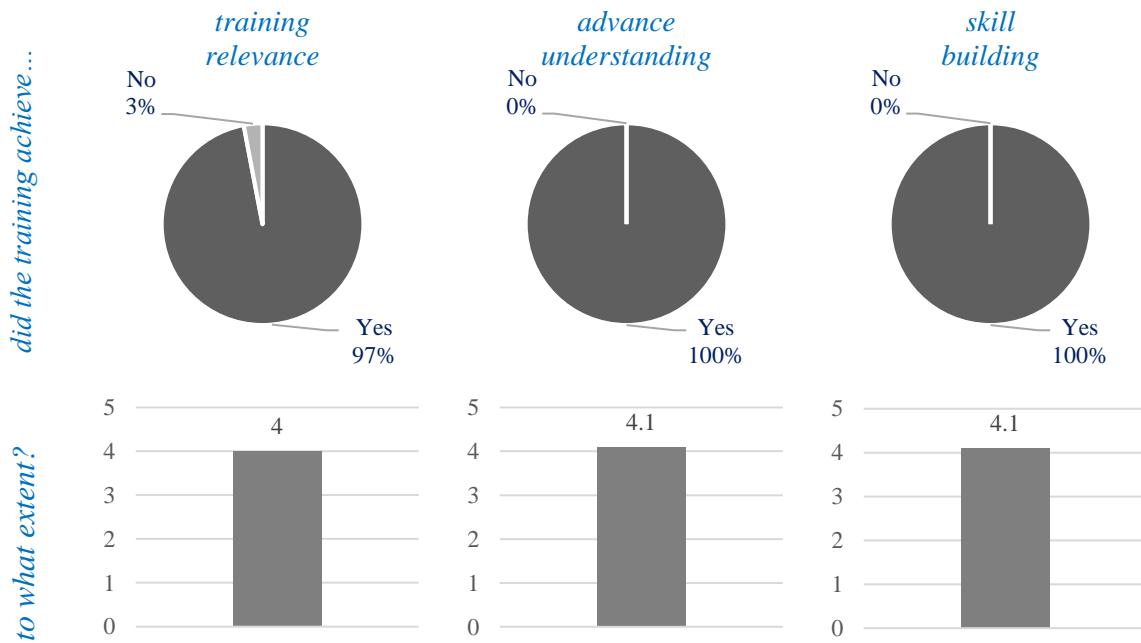 did the training achieve...
training
relevance
No
3%
Yes
97%
advance
understanding
No
0%
Yes
100%
skill
building
No
0%
Yes
100%
to what extent?
5
4
3
2
1
0
4
5
4
3
2
1
0
4.1
5
4
3
2
1
0
4.1